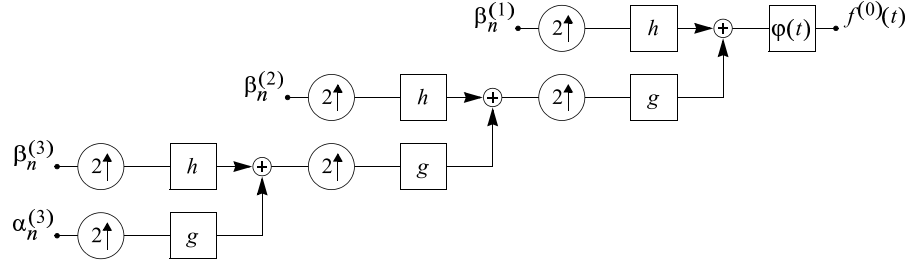 β_n^(1) 2↑ h + φ(t) f^(0)(t)
β_n^(2) 2↑ h + 2↑ g
β_n^(3) 2↑ h + 2↑ g
α_n^(3) 2↑ g